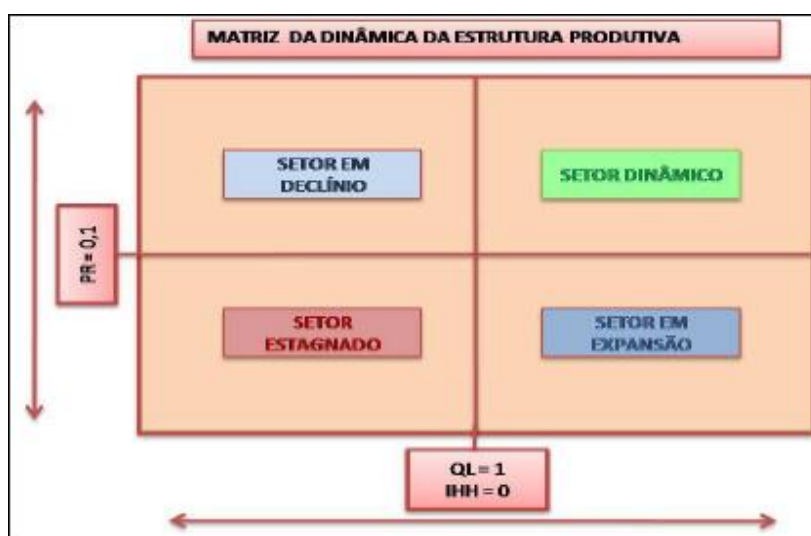 MATRIZ DA DINÂMICA DA ESTRUTURA PRODUTIVA
SETOR EM
DECLÍNIO
SETOR DINÂMICO
PR = 0,1
SETOR
ESTAGNADO
SETOR EM
EXPANSÃO
QL = 1
IHH = 0